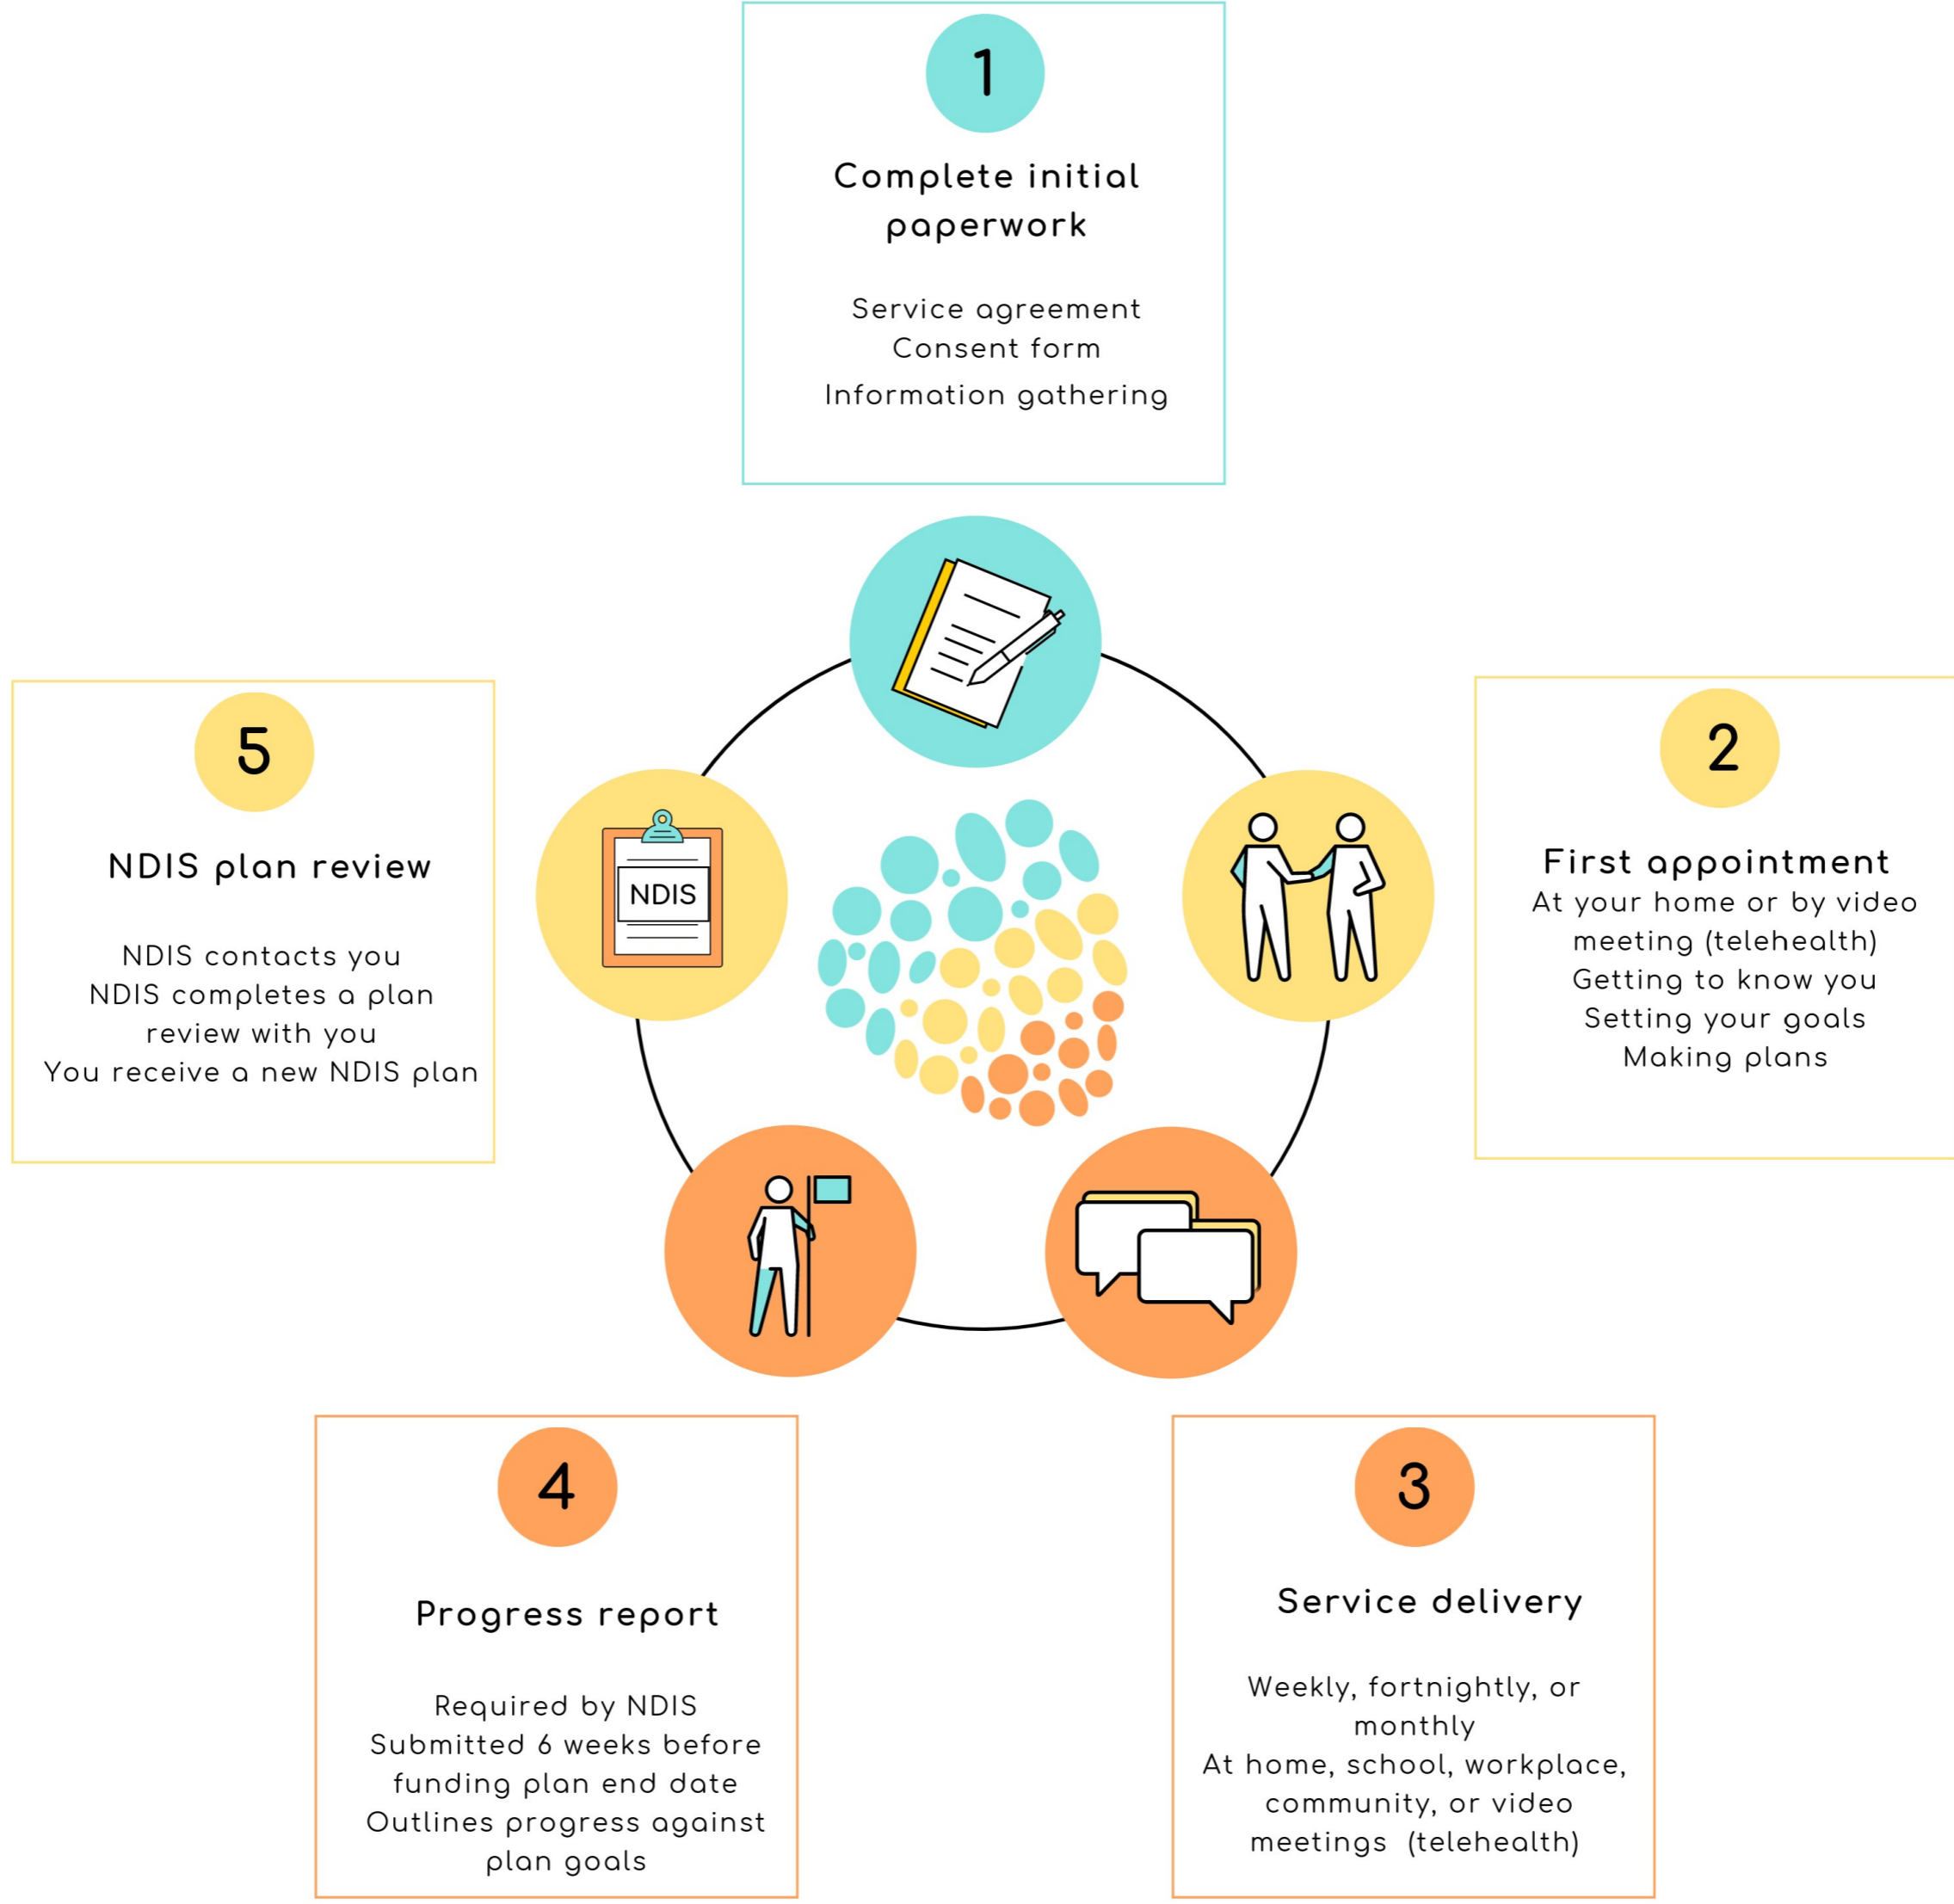 1
Complete initial
paperwork
Service agreement
Consent form
Information gathering
2
First appointment
At your home or by video
meeting (telehealth)
Getting to know you
Setting your goals
Making plans
3
Service delivery
Weekly, fortnightly, or
monthly
At home, school, workplace,
community, or video
meetings (telehealth)
4
Progress report
Required by NDIS
Submitted 6 weeks before
funding plan end date
Outlines progress against
plan goals
5
NDIS plan review
NDIS contacts you
NDIS completes a plan
review with you
You receive a new NDIS plan
NDIS